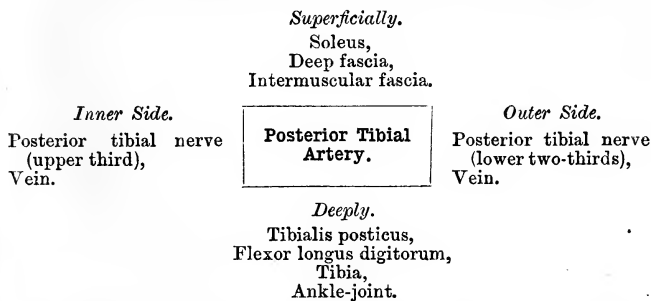 Superficially.
Soleus,
Deep fascia,
Intermuscular fascia.
Inner Side.
Posterior tibial nerve
(upper third),
Vein.
Posterior Tibial
Artery.
Outer Side.
Posterior tibial nerve
(lower two-thirds),
Vein.
Deeply.
Tibialis posticus,
Flexor longus digitorum,
Tibia,
Ankle-joint.